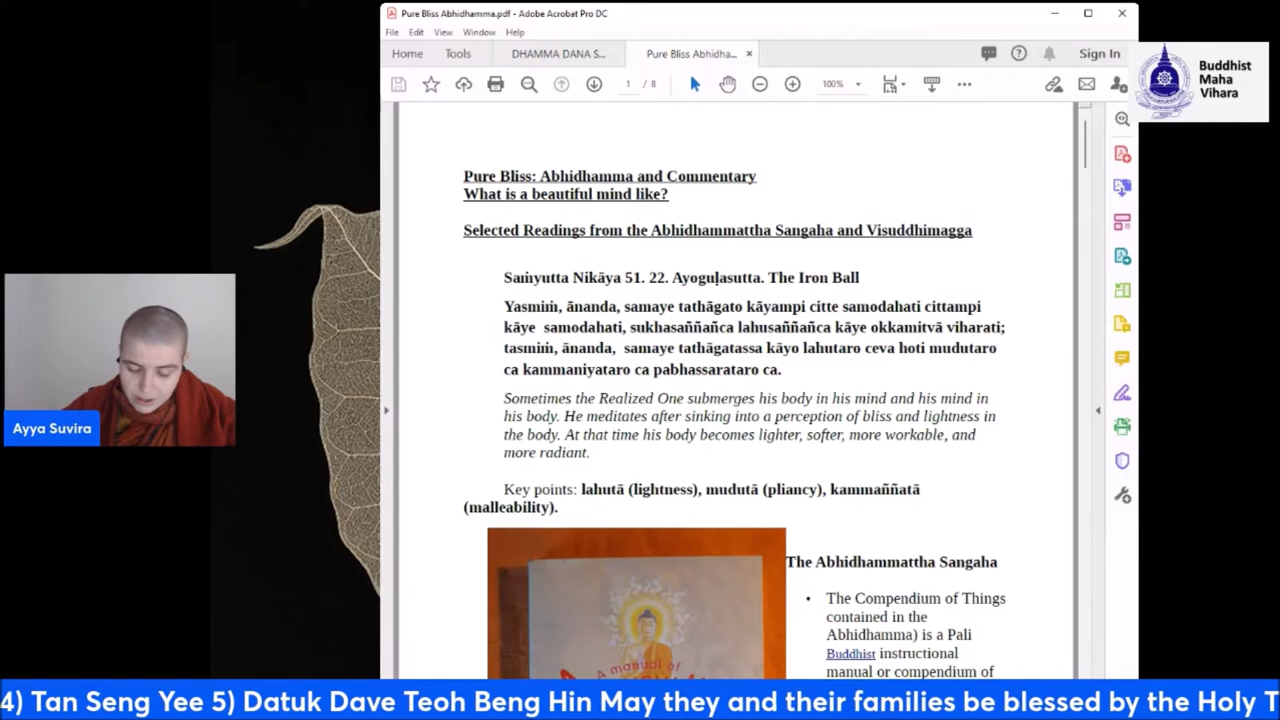 Pure Bliss Abhidhamma.pdf - Adobe Acrobat Pro DC
File Edit View Window Help
Home Tools DHAMMA DANA S... Pure Bliss Abhidha... × Sign In
1 / 8 100%
Buddhist
Maha
Vihara
Pure Bliss: Abhidhamma and Commentary
What is a beautiful mind like?
Selected Readings from the Abhidhammattha Sangaha and Visuddhimagga
Saṁyutta Nikāya 51. 22. Ayoguḷasutta. The Iron Ball
Yasmiṁ, ānanda, samaye tathāgato kāyampi citte samodahati cittampi
kāye samodahati, sukhasaññañca lahusaññañca kāye okkamitvā viharati;
tasmiṁ, ānanda, samaye tathāgatassa kāyo lahutaro ceva hoti mudutaro
ca kammaniyataro ca pabhassarataro ca.
Sometimes the Realized One submerges his body in his mind and his mind in
his body. He meditates after sinking into a perception of bliss and lightness in
the body. At that time his body becomes lighter, softer, more workable, and
more radiant.
Key points: lahutā (lightness), mudutā (pliancy), kammaññatā
(malleability).
The Abhidhammattha Sangaha
• The Compendium of Things
contained in the
Abhidhamma) is a Pali
Buddhist instructional
manual or compendium of
A manual of
Ayya Suvira
4) Tan Seng Yee 5) Datuk Dave Teoh Beng Hin May they and their families be blessed by the Holy T